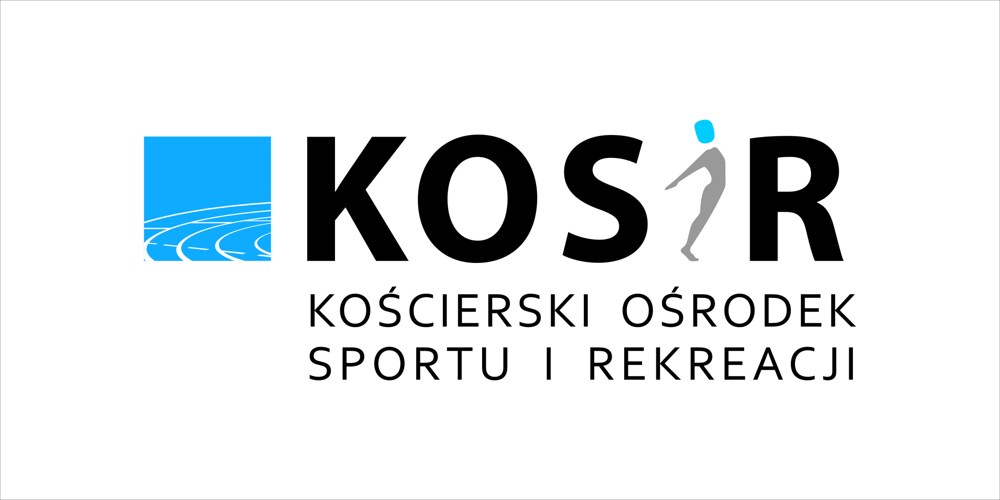 KOSiR
KOŚCIERSKI OŚRODEK
SPORTU I REKREACJI